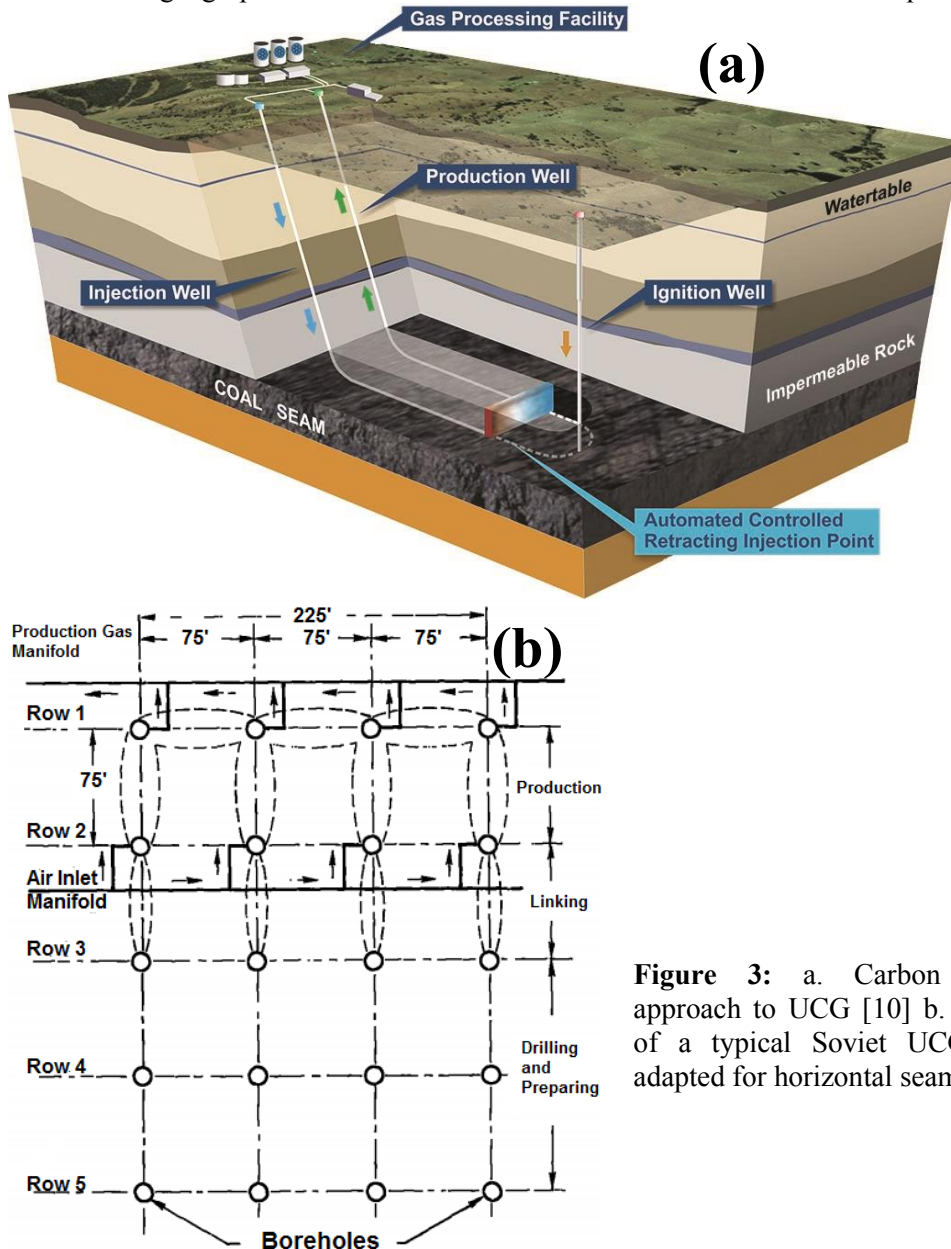 Gas Processing Facility
(a)
Production Well
Watertable
Injection Well
Ignition Well
Impermeable Rock
COAL SEAM
Automated Controlled
Retracting Injection Point
225'
Production Gas
Manifold
75' 75' 75'
(b)
Row 1
75'
Production
Row 2
Air Inlet
Manifold
Linking
Row 3
Figure 3: a. Carbon
approach to UCG [10] b.
of a typical Soviet UC
adapted for horizontal seam
Row 4
Drilling
and
Preparing
Row 5
Boreholes